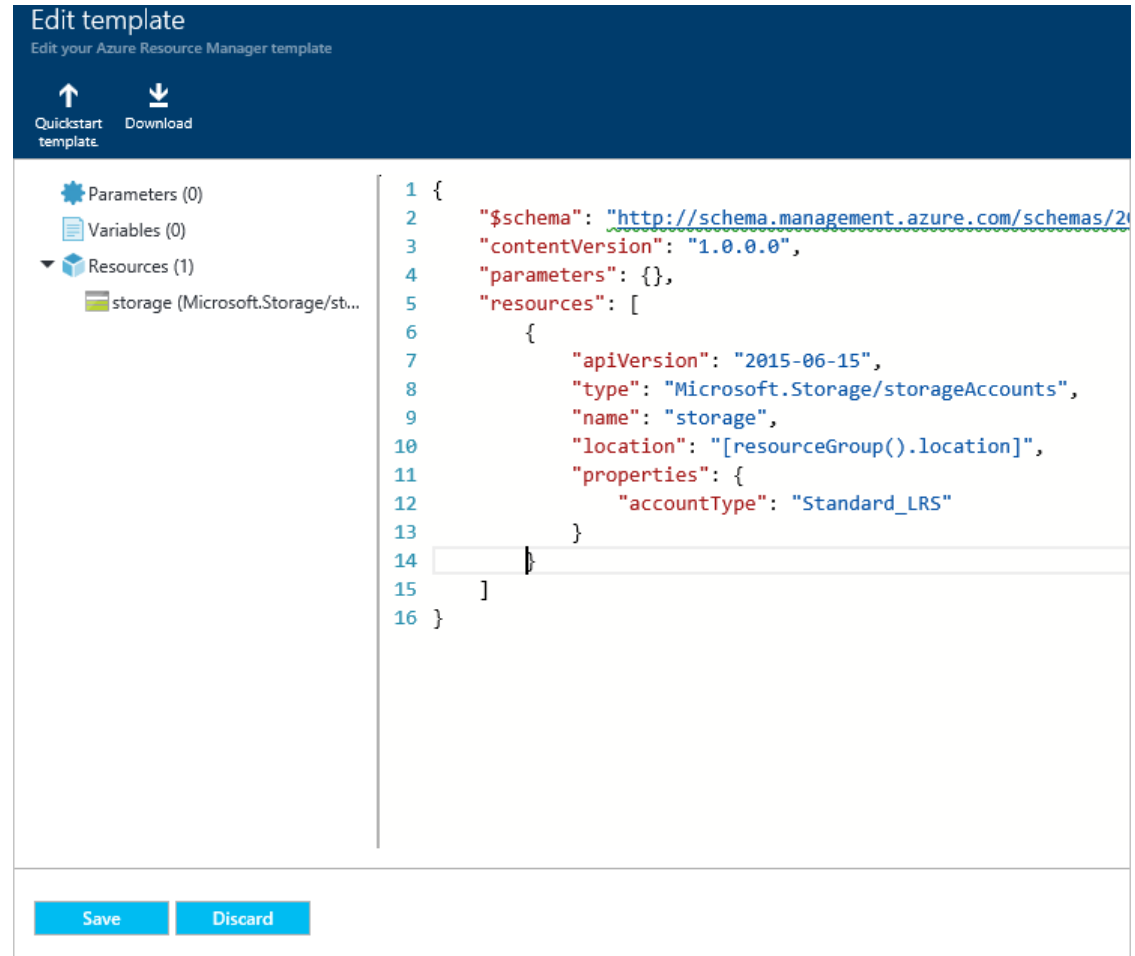 Edit template
Edit your Azure Resource Manager template
Quickstart template
Download
Parameters (0)
Variables (0)
Resources (1)
storage (Microsoft.Storage/st...
1 {
2     "$schema": "http://schema.management.azure.com/schemas/2
3     "contentVersion": "1.0.0.0",
4     "parameters": {},
5     "resources": [
6         {
7             "apiVersion": "2015-06-15",
8             "type": "Microsoft.Storage/storageAccounts",
9             "name": "storage",
10             "location": "[resourceGroup().location]",
11             "properties": {
12                 "accountType": "Standard_LRS"
13             }
14         }
15     ]
16 }
Save
Discard